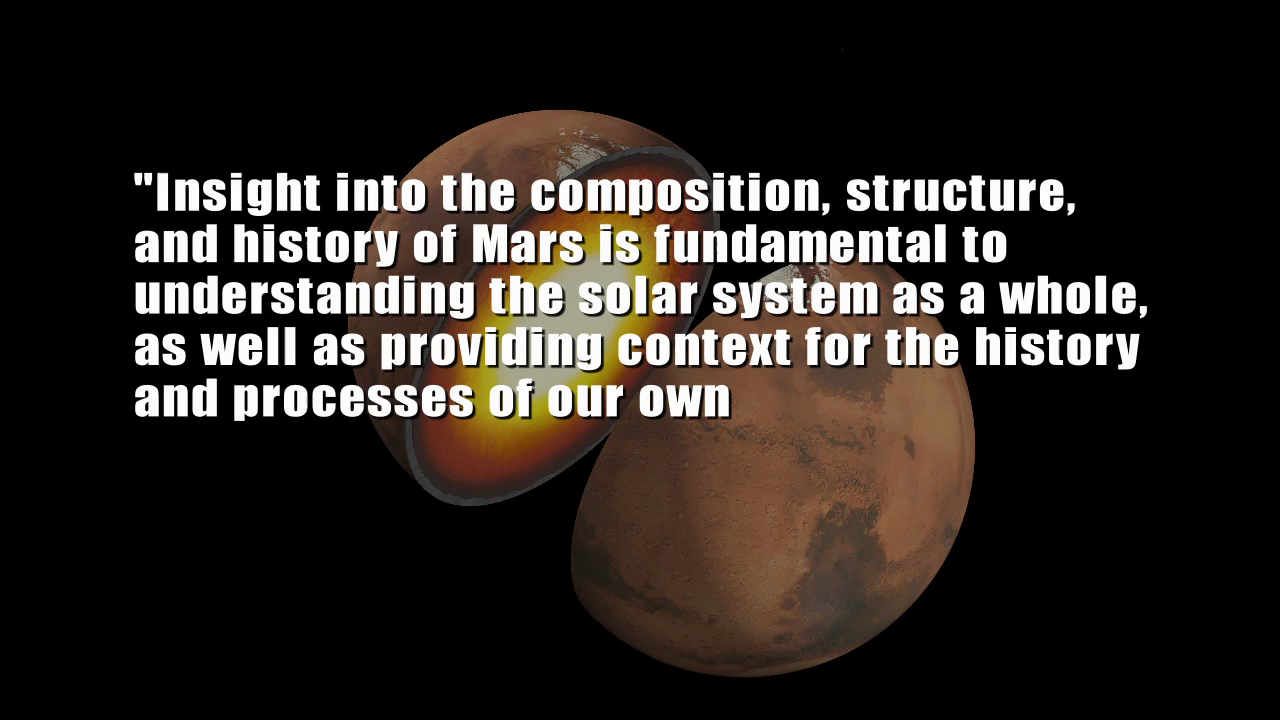 "Insight into the composition, structure,
and history of Mars is fundamental to
understanding the solar system as a whole,
as well as providing context for the history
and processes of our own